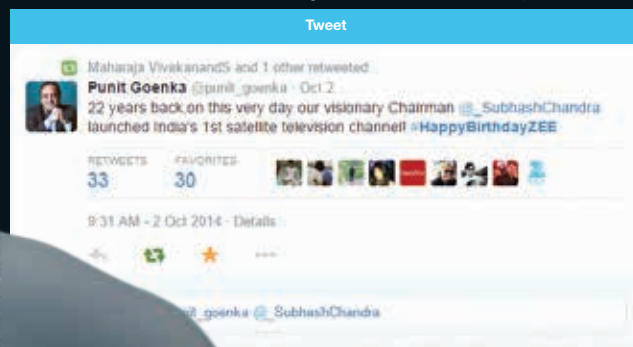 Tweet
Maharaja VivekanandS and 1 other retweeted
Punit Goenka @punit_goenka · Oct 2
22 years back on this very day our visionary Chairman @_SubhashChandra
launched India's 1st satellite television channel! #HappyBirthdayZEE
RETWEETS FAVORITES
33 30
9:31 AM - 2 Oct 2014 · Details
_goenka @_SubhashChandra